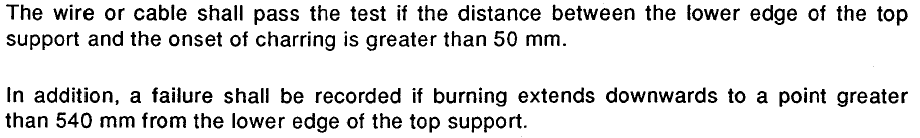 The wire or cable shall pass the test if the distance between the lower edge of the top
support and the onset of charring is greater than 50 mm.
In addition, a failure shall be recorded if burning extends downwards to a point greater
than 540 mm from the lower edge of the top support.